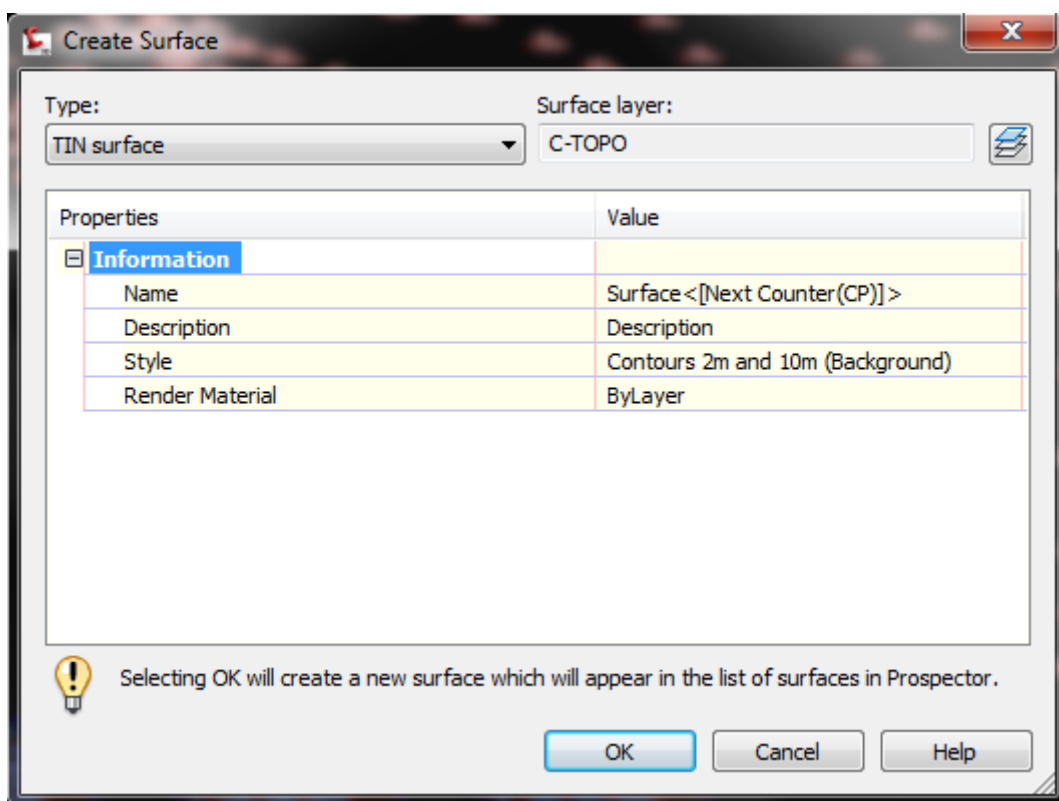 Create Surface
Type:
Surface layer:
TIN surface
C-TOPO
Properties Value
Information
Name Surface<[Next Counter(CP)]>
Description Description
Style Contours 2m and 10m (Background)
Render Material ByLayer
Selecting OK will create a new surface which will appear in the list of surfaces in Prospector.
OK Cancel Help